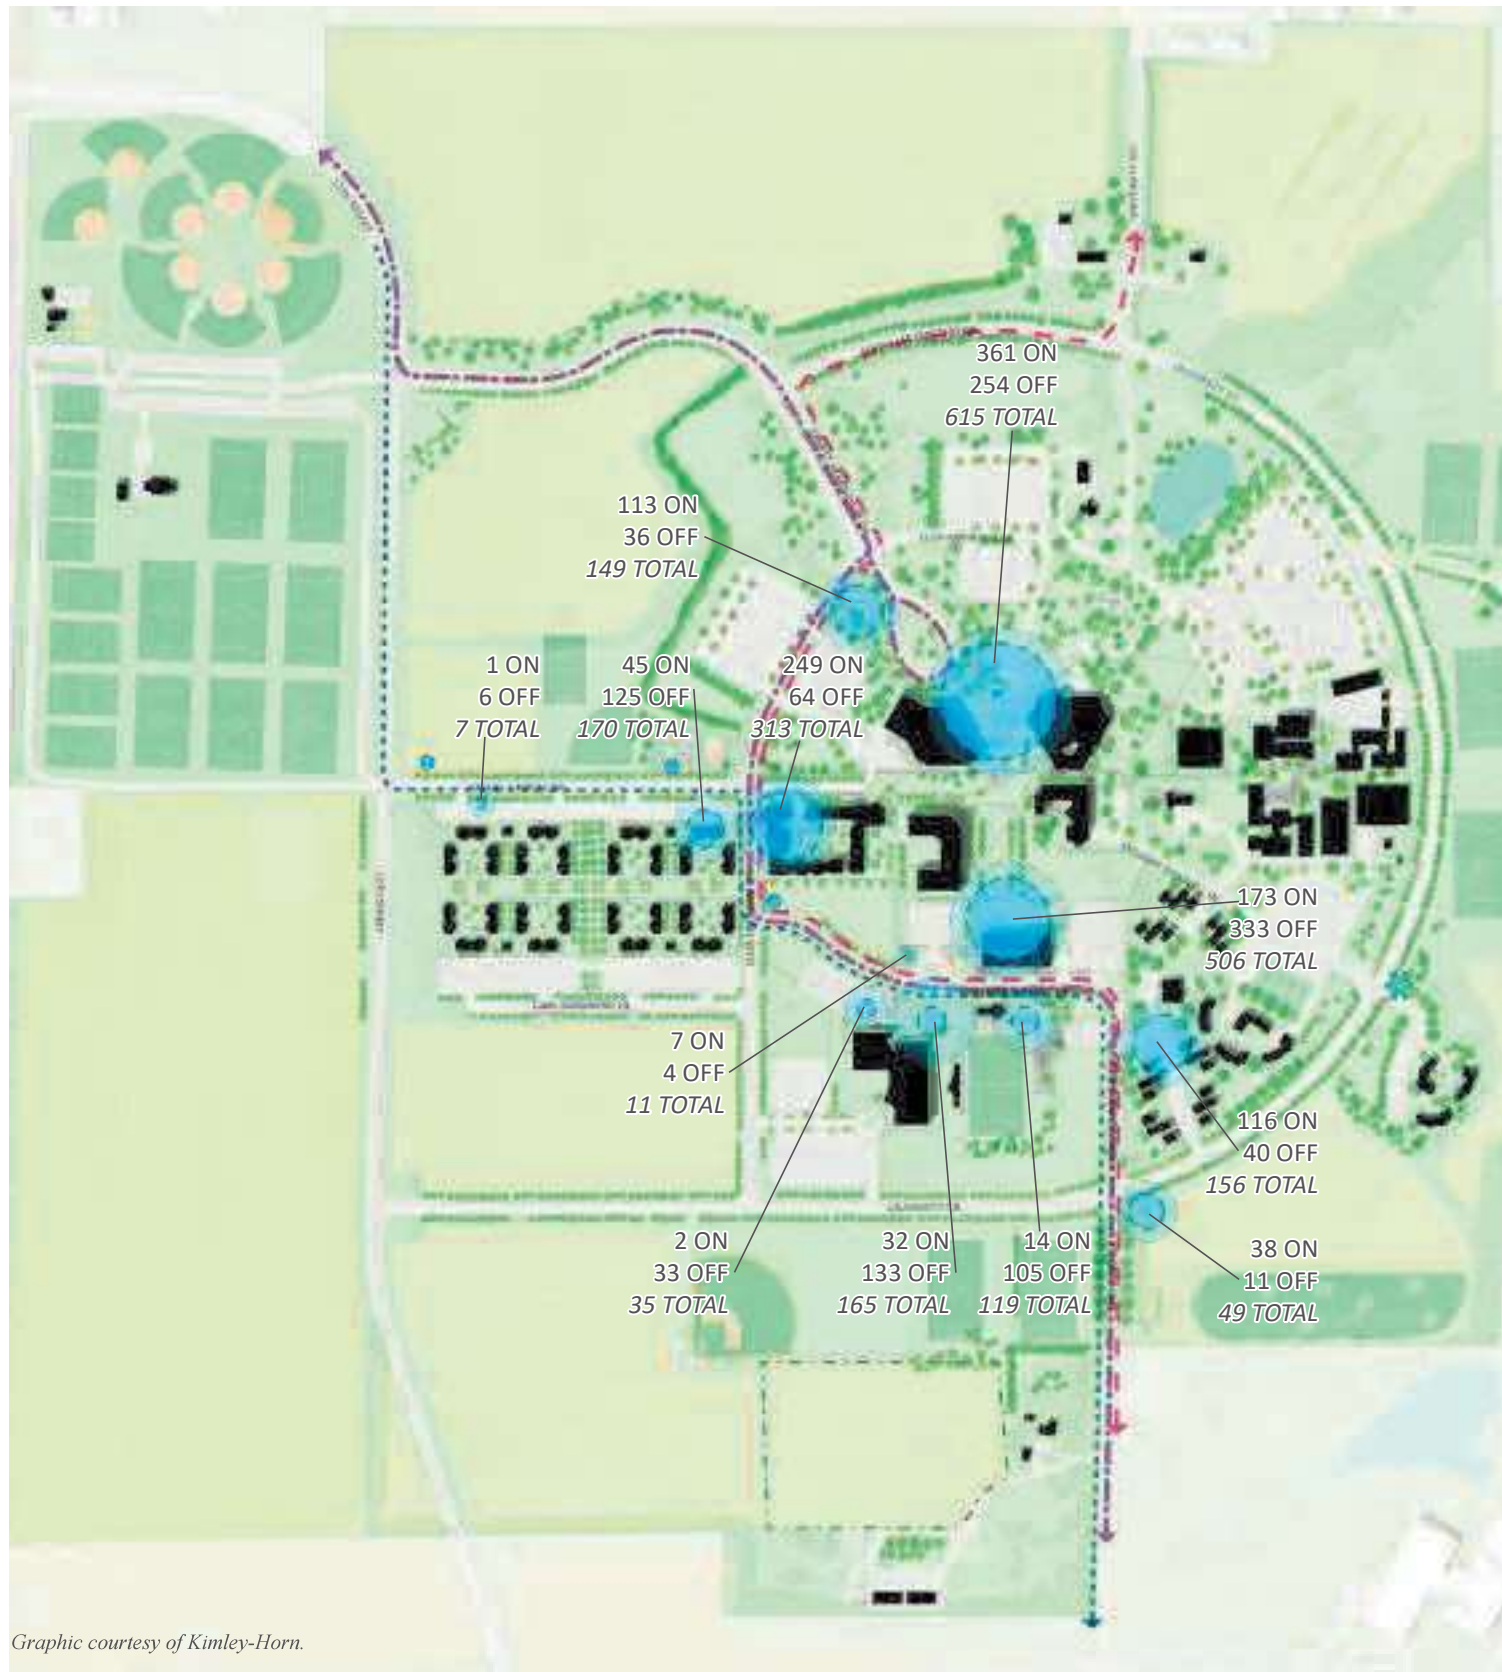 361 ON
254 OFF
615 TOTAL
113 ON
36 OFF
149 TOTAL
1 ON
6 OFF
7 TOTAL
45 ON
125 OFF
170 TOTAL
249 ON
64 OFF
313 TOTAL
173 ON
333 OFF
506 TOTAL
7 ON
4 OFF
11 TOTAL
116 ON
40 OFF
156 TOTAL
2 ON
33 OFF
35 TOTAL
32 ON
133 OFF
165 TOTAL
14 ON
105 OFF
119 TOTAL
38 ON
11 OFF
49 TOTAL
Graphic courtesy of Kimley-Horn.